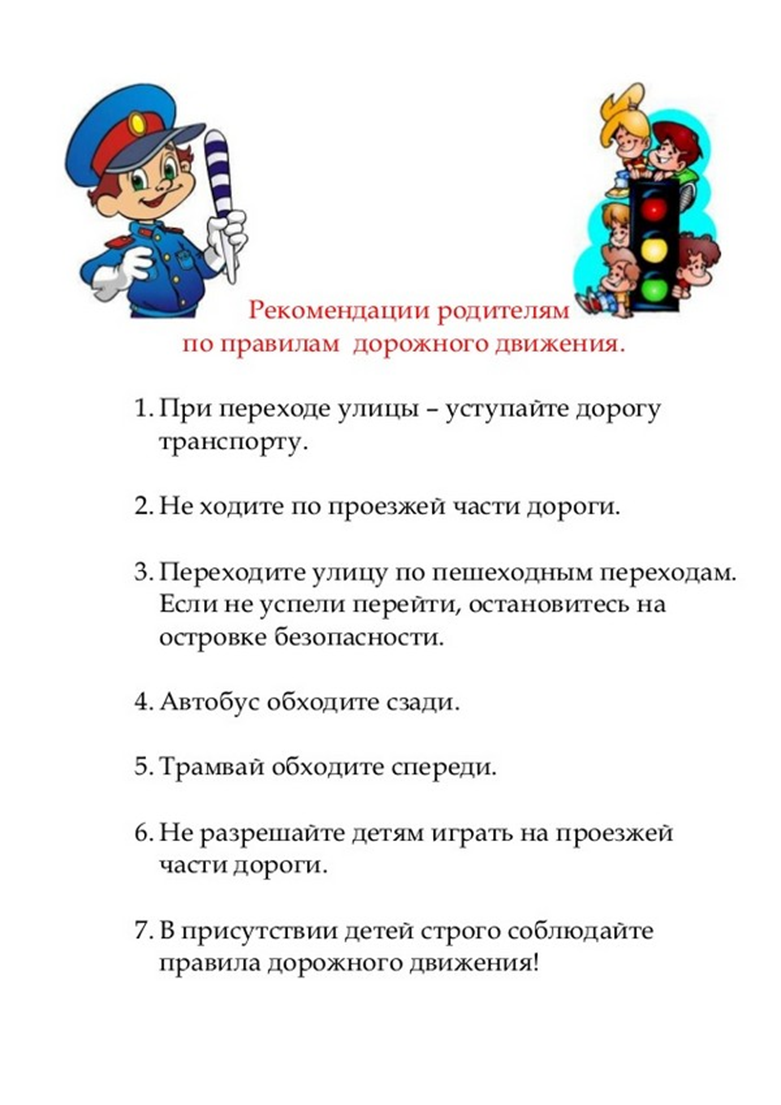 Рекомендации родителям
по правилам дорожного движения.
1. При переходе улицы – уступайте дорогу
транспорту.
2. Не ходите по проезжей части дороги.
3. Переходите улицу по пешеходным переходам.
Если не успели перейти, остановитесь на
островке безопасности.
4. Автобус обходите сзади.
5. Трамвай обходите спереди.
6. Не разрешайте детям играть на проезжей
части дороги.
7. В присутствии детей строго соблюдайте
правила дорожного движения!